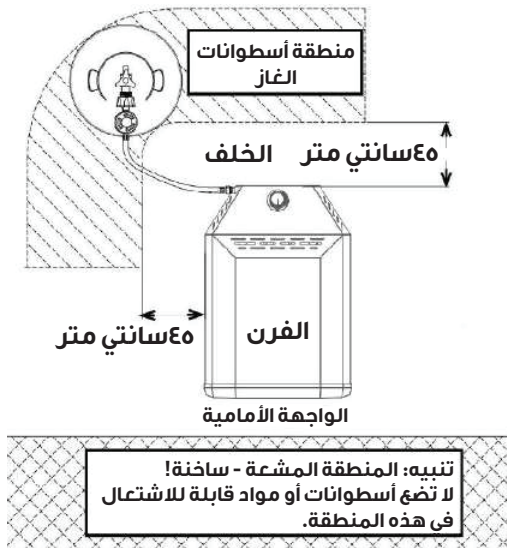 منطقة أسطوانات
الغاز
الخلف
٤٥سانتي متر
٤٥سانتي متر
الفرن
الواجهة الأمامية
تنبيه: المنطقة المشعة - ساخنة!
لا تضع أسطوانات أو مواد قابلة للاشتعال
في هذه المنطقة.